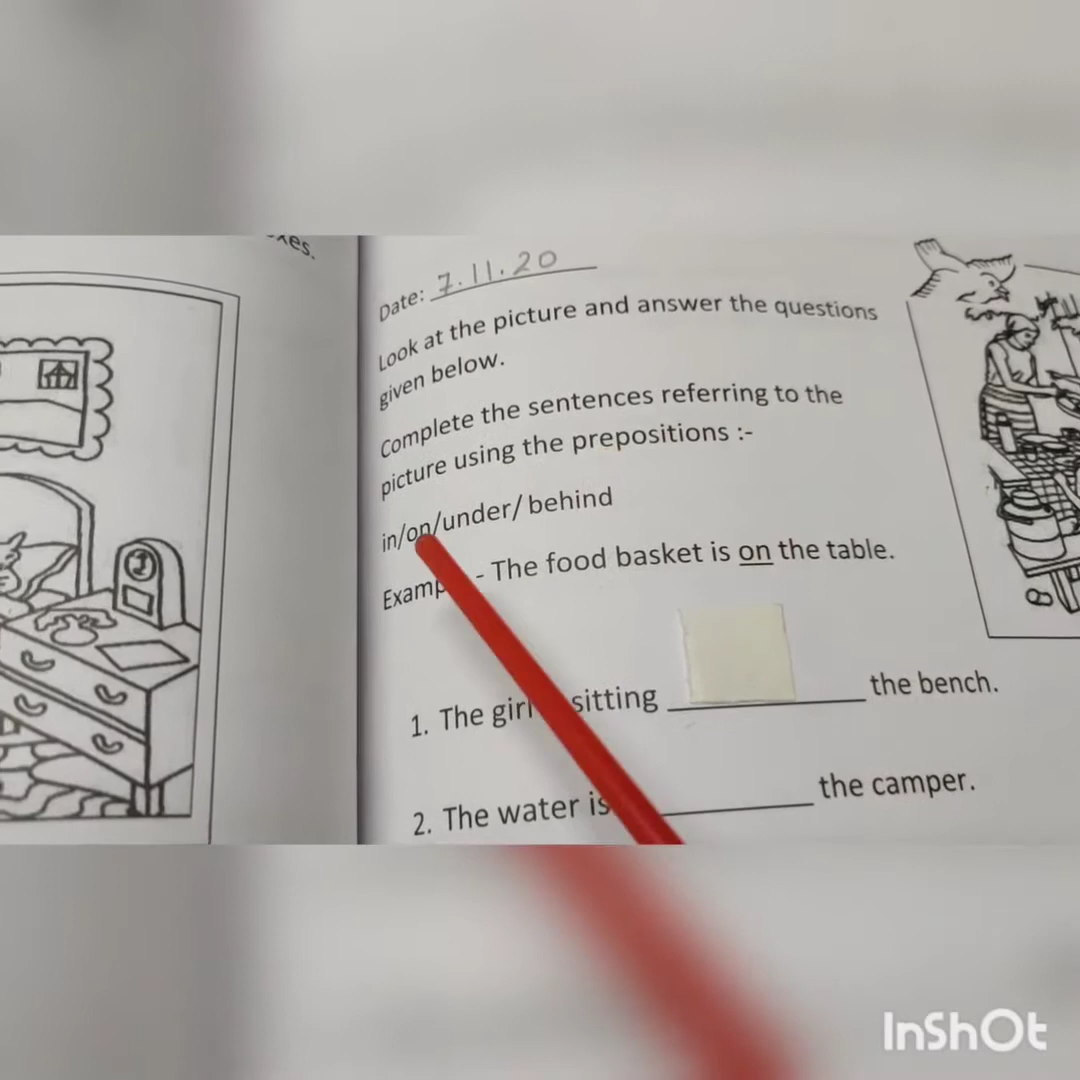 xes.
Date: 7.11.20
Look at the picture and answer the questions
given below.
Complete the sentences referring to the
picture using the prepositions :-
in/on/under/ behind
Examp - The food basket is on the table.
1. The girl sitting the bench.
2. The water is the camper.
InShOt